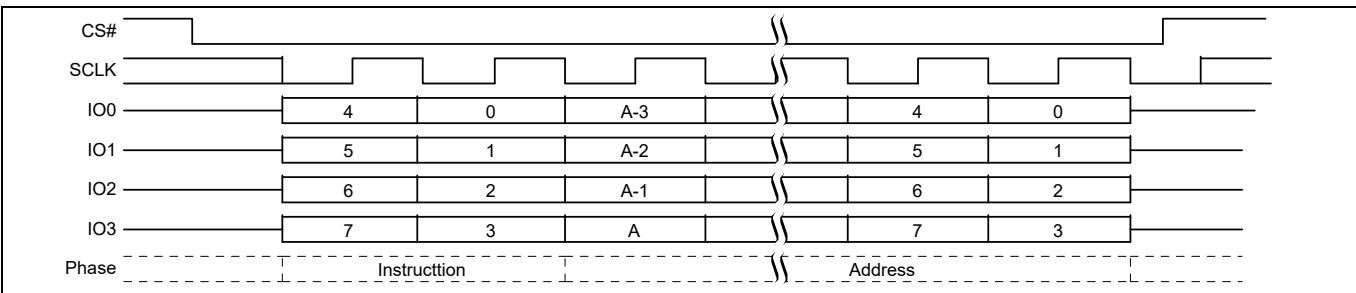 CS#
SCLK
IO0 4 0 A-3 4 0
IO1 5 1 A-2 5 1
IO2 6 2 A-1 6 2
IO3 7 3 A 7 3
Phase Instructtion Address